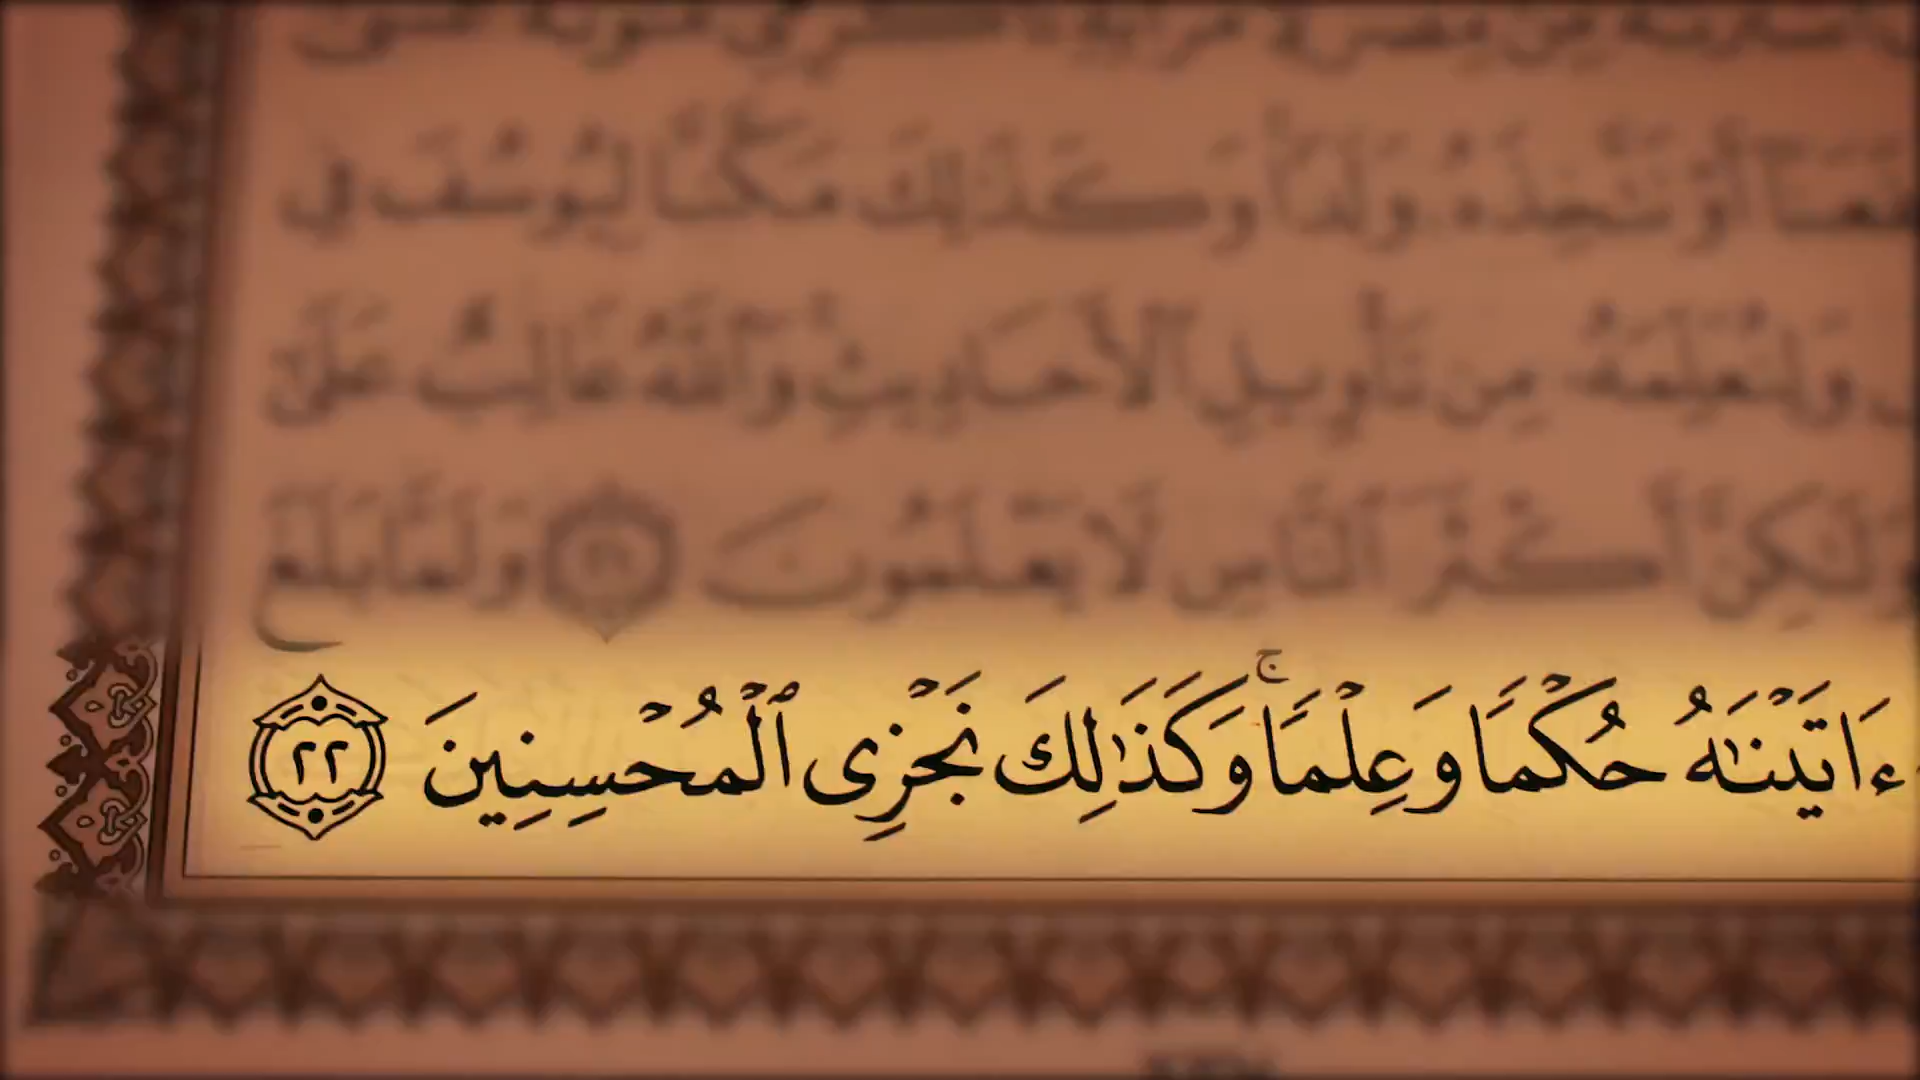 وَكَذَٰلِكَ مَكَّنَّا لِيُوسُفَ فِي
وَلِنُعَلِّمَهُۥ مِن تَأْوِيلِ ٱلْأَحَادِيثِ وَٱللَّهُ غَالِبٌ عَلَىٰٓ
وَلَٰكِنَّ أَكْثَرَ ٱلنَّاسِ لَا يَعْلَمُونَ ٢١ وَلَمَّا بَلَغَ
ءَاتَيْنَٰهُ حُكْمًا وَعِلْمًا ۚ وَكَذَٰلِكَ نَجْزِى ٱلْمُحْسِنِينَ ٢٢